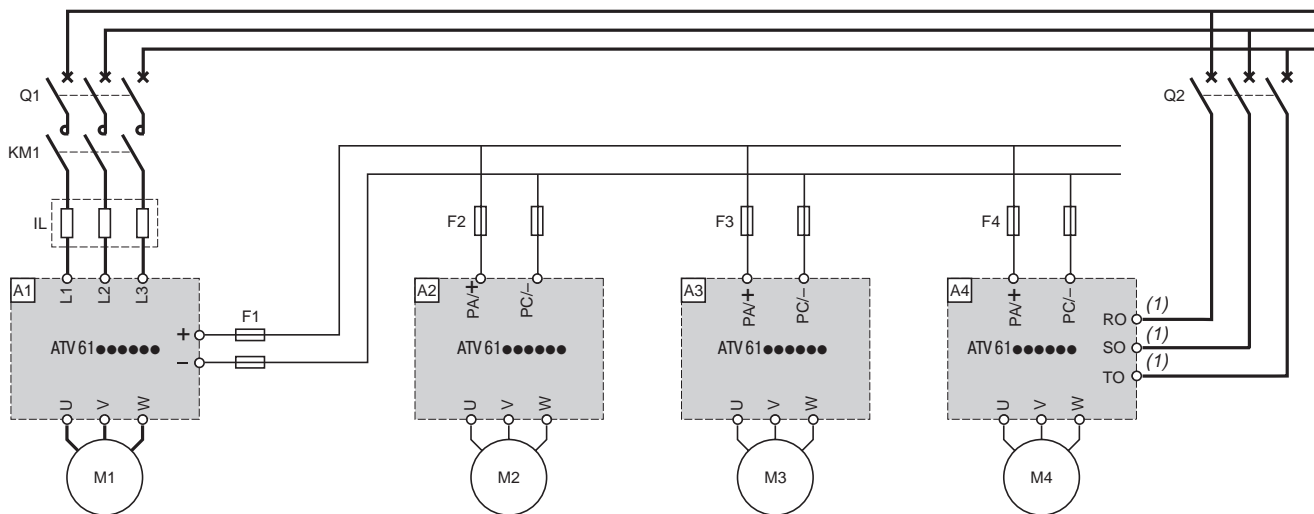 Q1
Q2
KM1
IL
F2
F3
F4
A1
L1
L2
L3
A2
PA/+
PC/–
A3
PA/+
PC/–
A4
PA/+
PC/–
+
–
F1
RO
(1)
SO
(1)
TO
(1)
ATV 61●●●●●●
ATV 61●●●●●●
ATV 61●●●●●●
ATV 61●●●●●●
U
V
W
U
V
W
U
V
W
U
V
W
M1
M2
M3
M4